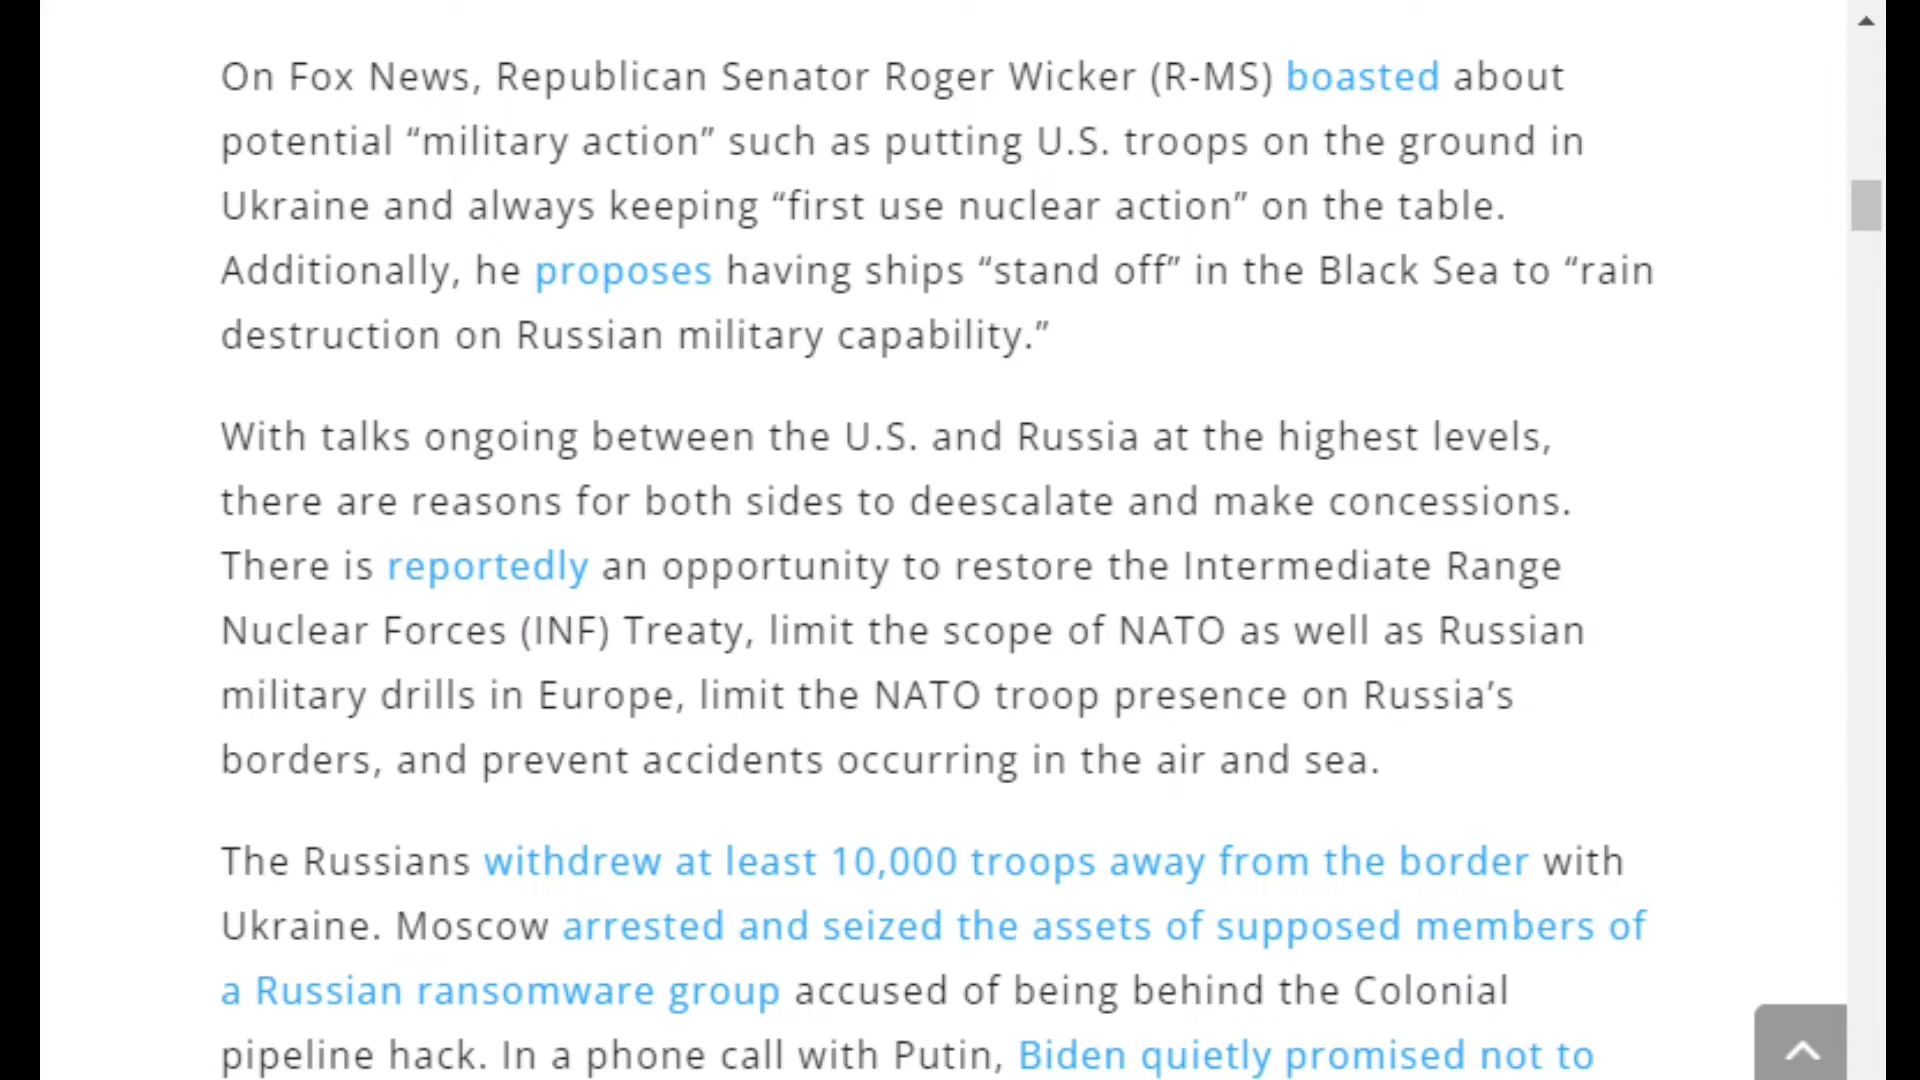 On Fox News, Republican Senator Roger Wicker (R-MS) boasted about
potential “military action” such as putting U.S. troops on the ground in
Ukraine and always keeping “first use nuclear action” on the table.
Additionally, he proposes having ships “stand off” in the Black Sea to “rain
destruction on Russian military capability.”
With talks ongoing between the U.S. and Russia at the highest levels,
there are reasons for both sides to deescalate and make concessions.
There is reportedly an opportunity to restore the Intermediate Range
Nuclear Forces (INF) Treaty, limit the scope of NATO as well as Russian
military drills in Europe, limit the NATO troop presence on Russia’s
borders, and prevent accidents occurring in the air and sea.
The Russians withdrew at least 10,000 troops away from the border with
Ukraine. Moscow arrested and seized the assets of supposed members of
a Russian ransomware group accused of being behind the Colonial
pipeline hack. In a phone call with Putin, Biden quietly promised not to